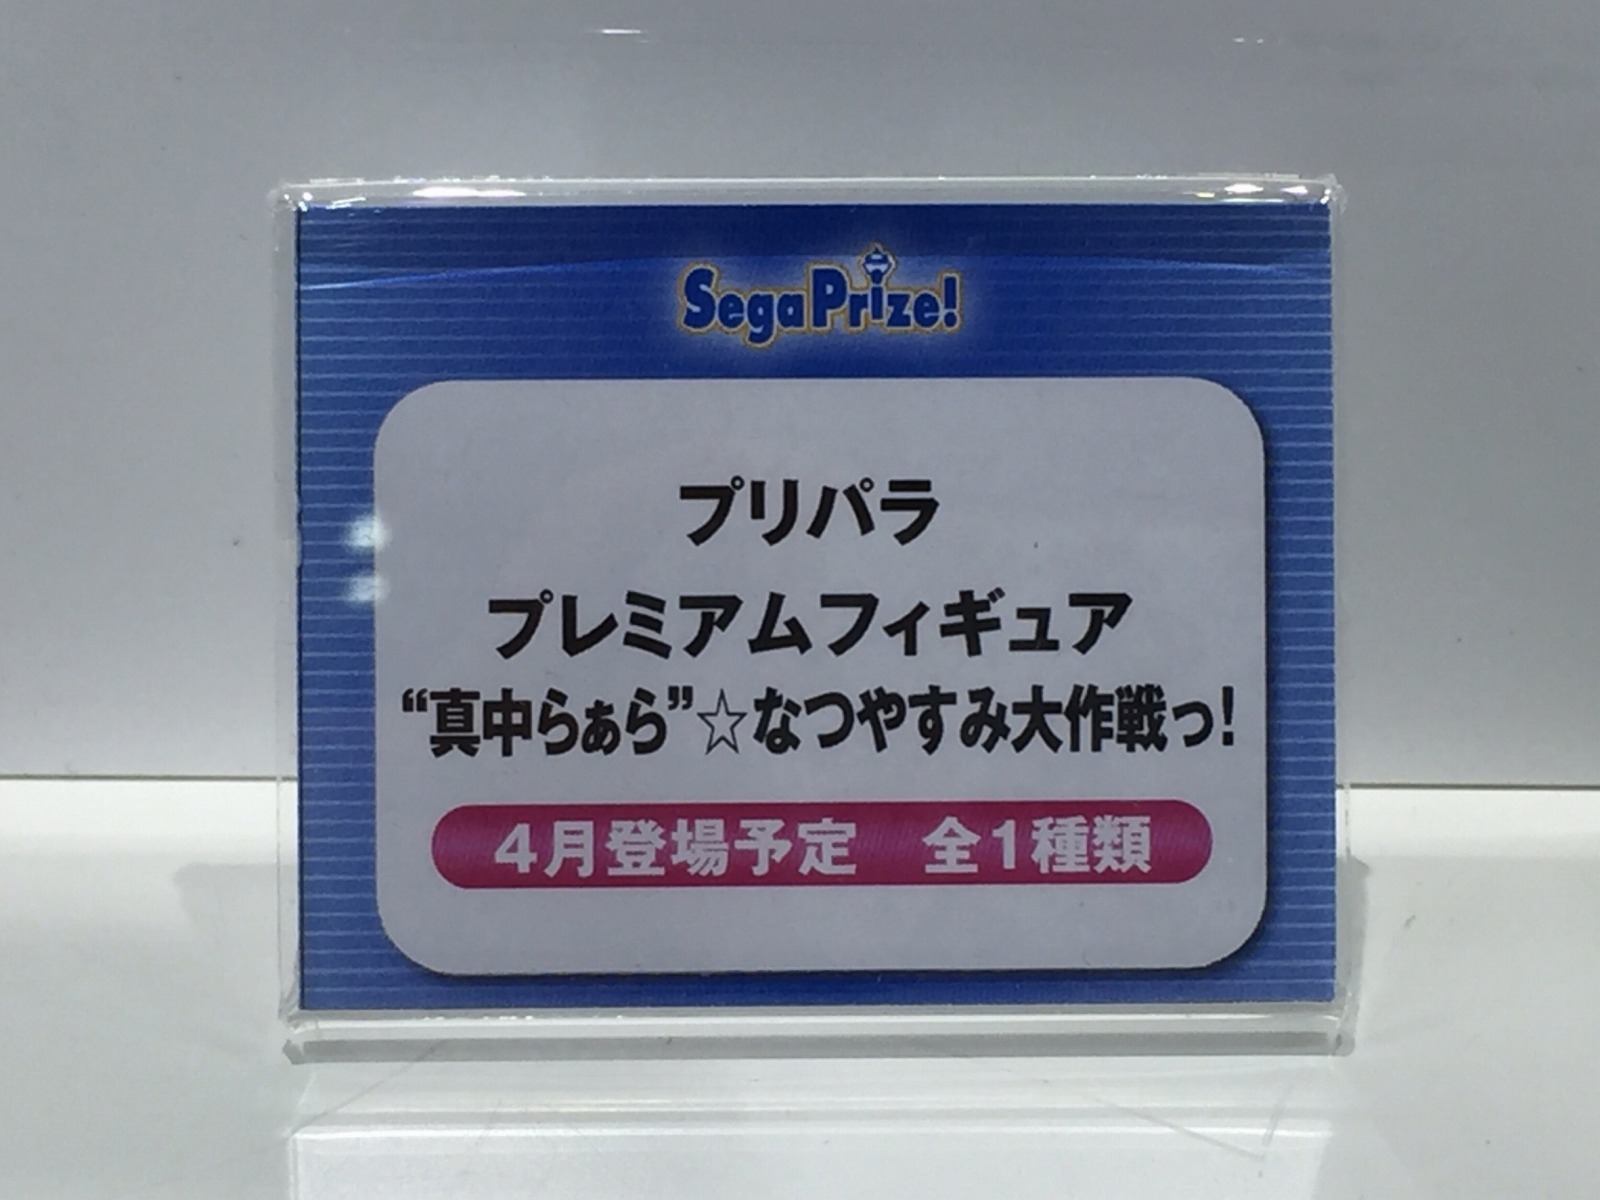 SegaPrize!
プリパラ
プレミアムフィギュア
“真中らぁら”☆なつやすみ大作戦っ!
4月登場予定　全1種類